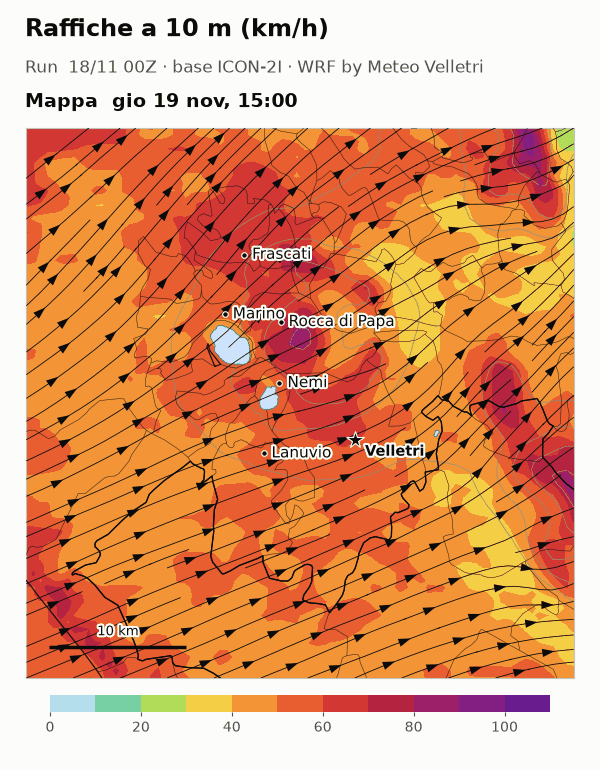 Raffiche a 10 m (km/h)
Run 18/11 00Z · base ICON-2I · WRF by Meteo Velletri
Mappa gio 19 nov, 15:00
Frascati
Marino
Rocca di Papa
Nemi
Velletri
Lanuvio
10 km
0 20 40 60 80 100